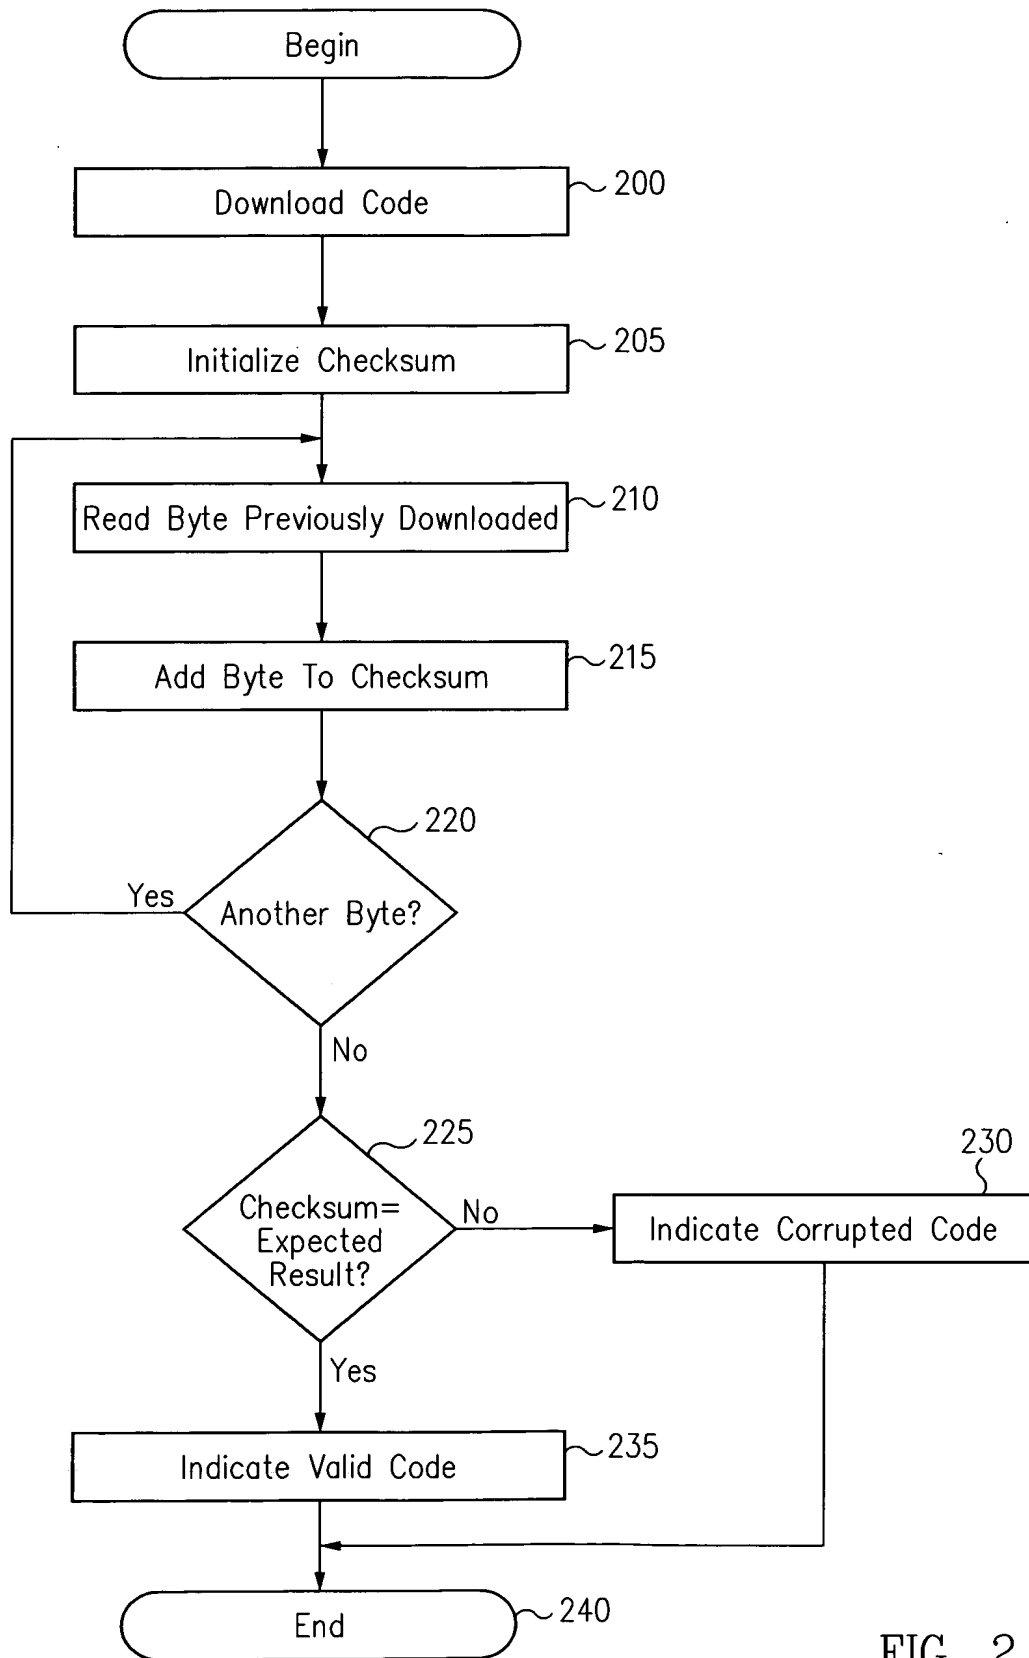 Begin
Download Code
200
Initialize Checksum
205
Read Byte Previously Downloaded
210
Add Byte To Checksum
215
220
Yes
Another Byte?
No
225
230
Checksum=
Expected
Result?
No
Indicate Corrupted Code
Yes
Indicate Valid Code
235
End
240
FIG. 2